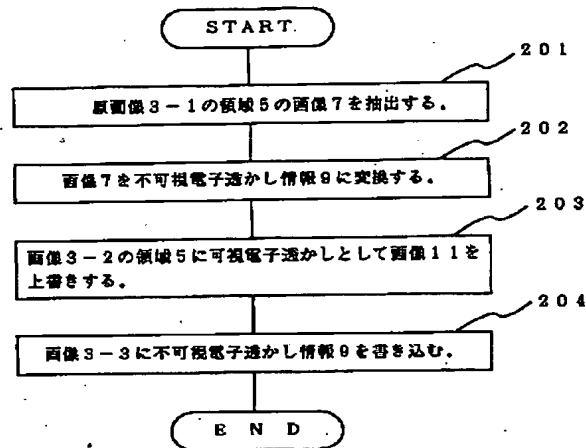 START.
201
原画像3-1の領域5の画像7を抽出する。
202
画像7を不可視電子透かし情報9に変換する。
203
画像3-2の領域5に可視電子透かしとして画像11を
上書きする。
204
画像3-3に不可視電子透かし情報9を書き込む。
END